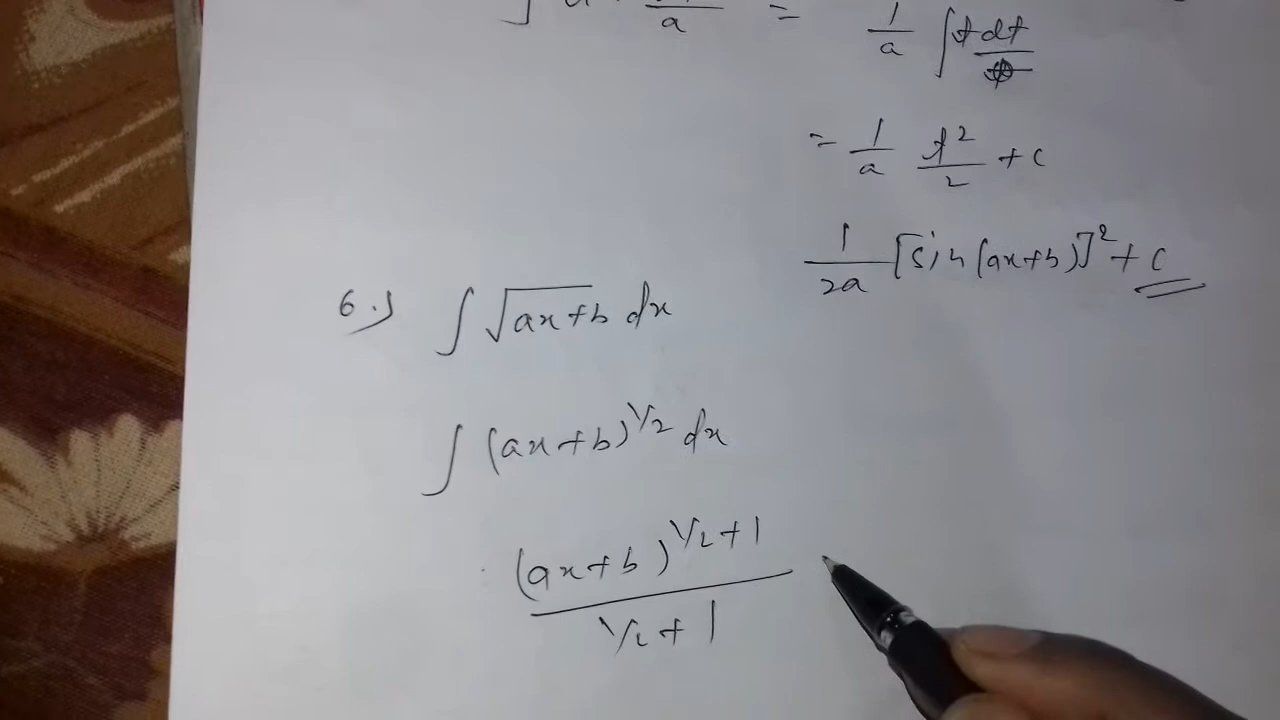 = 1/a ∫ t dt
= 1/a t²/2 + c
1/2a [sin(ax+b)]² + c
6.) ∫ √ax+b dx
∫ (ax+b)^1/2 dx
(ax+b)^1/2+1 / 1/2+1